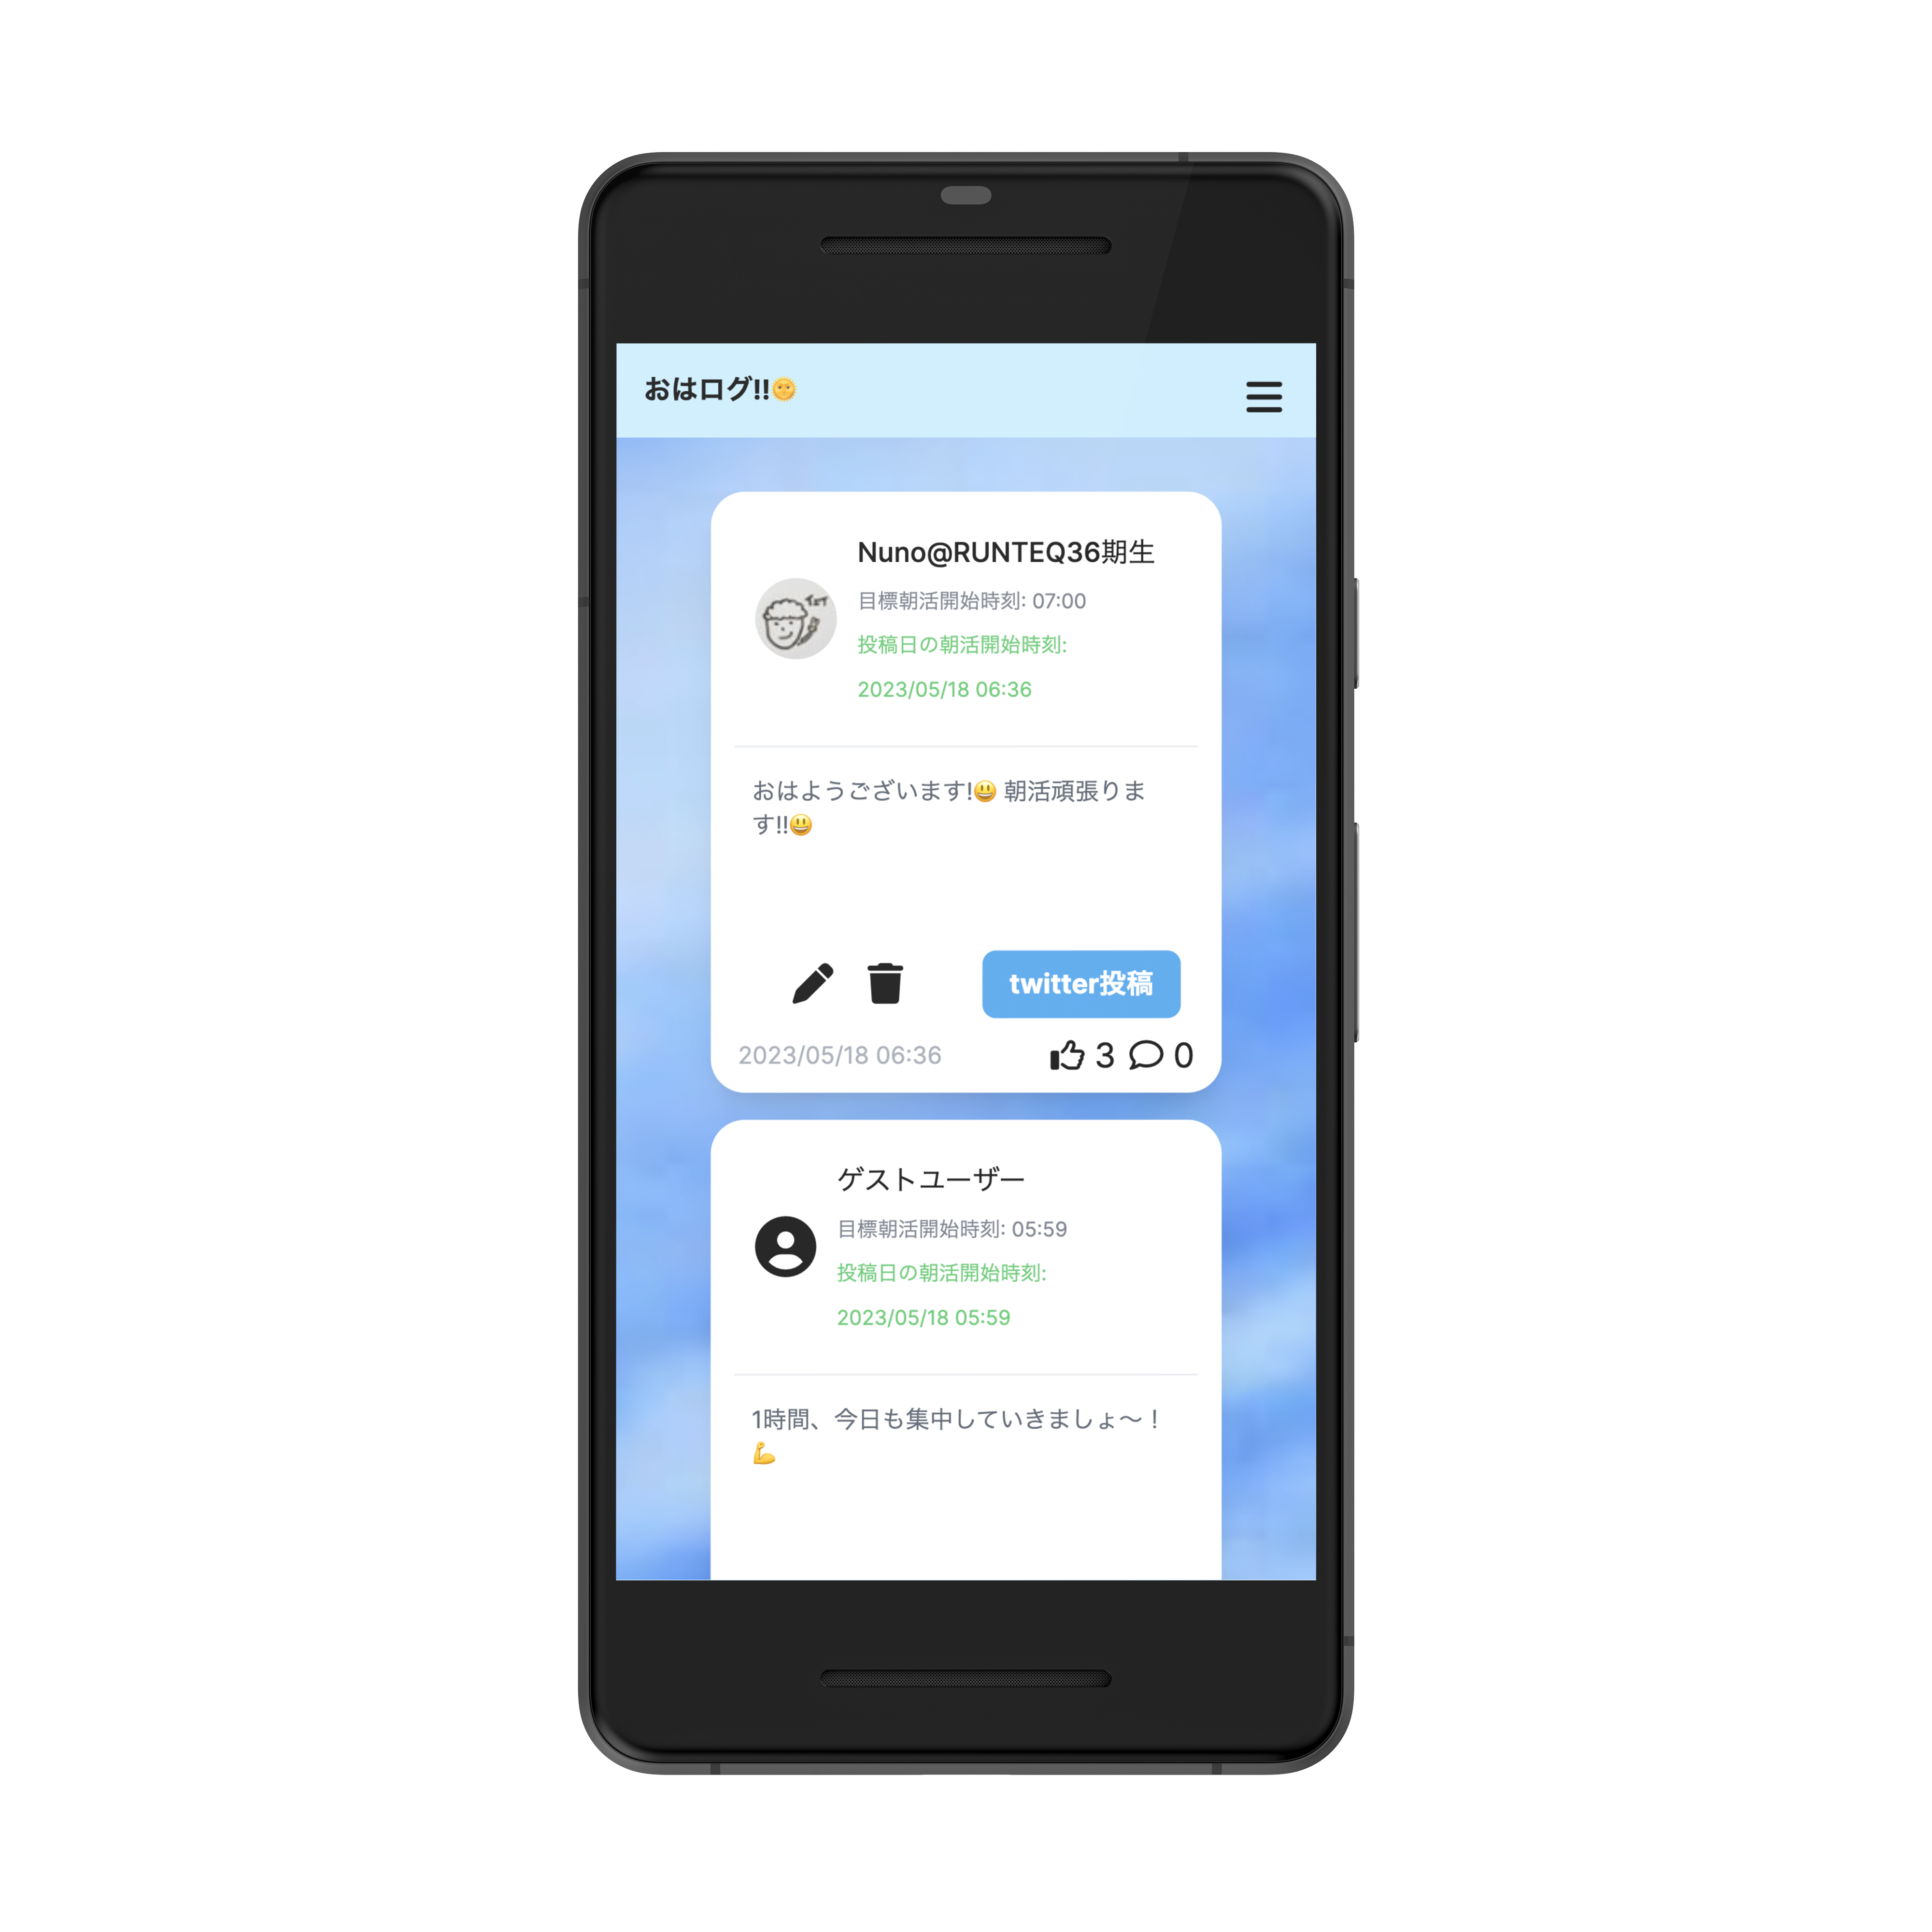 おはログ!!🌞
Nuno@RUNTEQ36期生
目標朝活開始時刻: 07:00
投稿日の朝活開始時刻:
2023/05/18 06:36
おはようございます!😃 朝活頑張りま
す!!😃
twitter投稿
2023/05/18 06:36
3 0
ゲストユーザー
目標朝活開始時刻: 05:59
投稿日の朝活開始時刻:
2023/05/18 05:59
1時間、今日も集中していきましょ〜！
💪